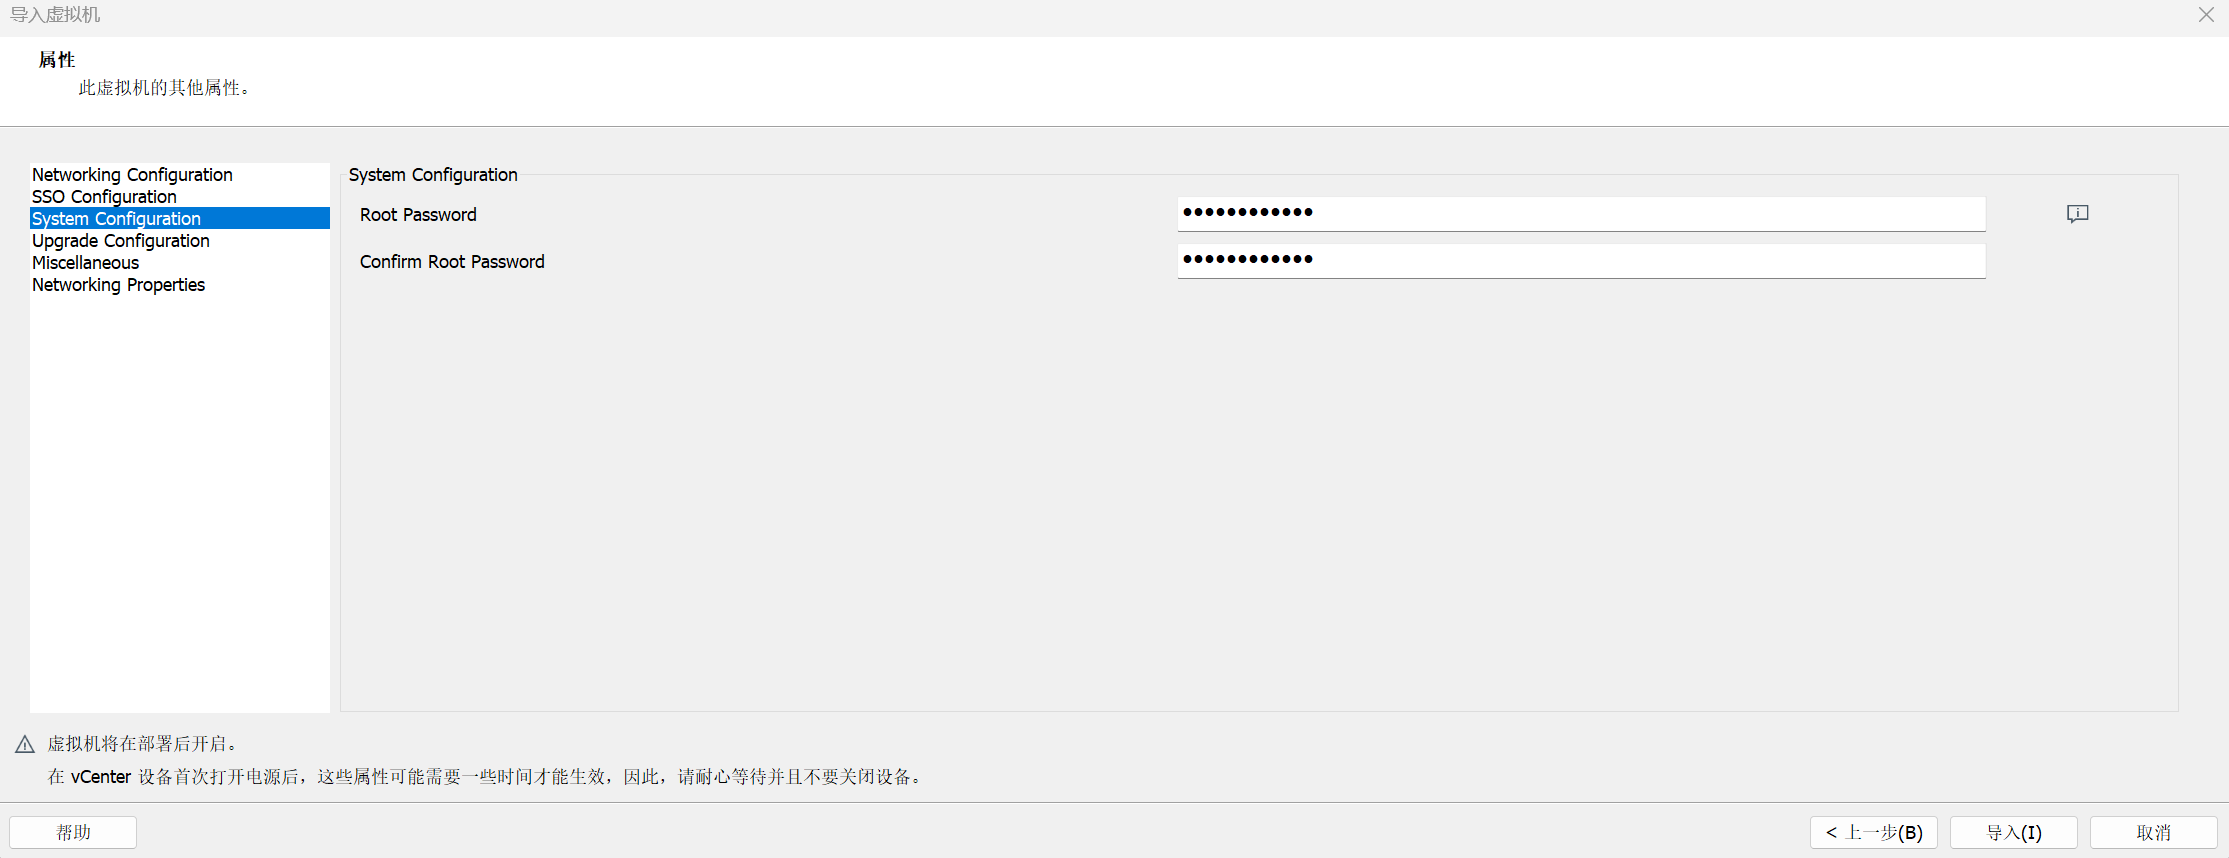 导入虚拟机
属性
此虚拟机的其他属性。
Networking Configuration
SSO Configuration
System Configuration
Upgrade Configuration
Miscellaneous
Networking Properties
System Configuration
Root Password
••••••••••••
Confirm Root Password
••••••••••••
虚拟机将在部署后开启。
在 vCenter 设备首次打开电源后，这些属性可能需要一些时间才能生效，因此，请耐心等待并且不要关闭设备。
帮助
< 上一步(B)
导入(I)
取消